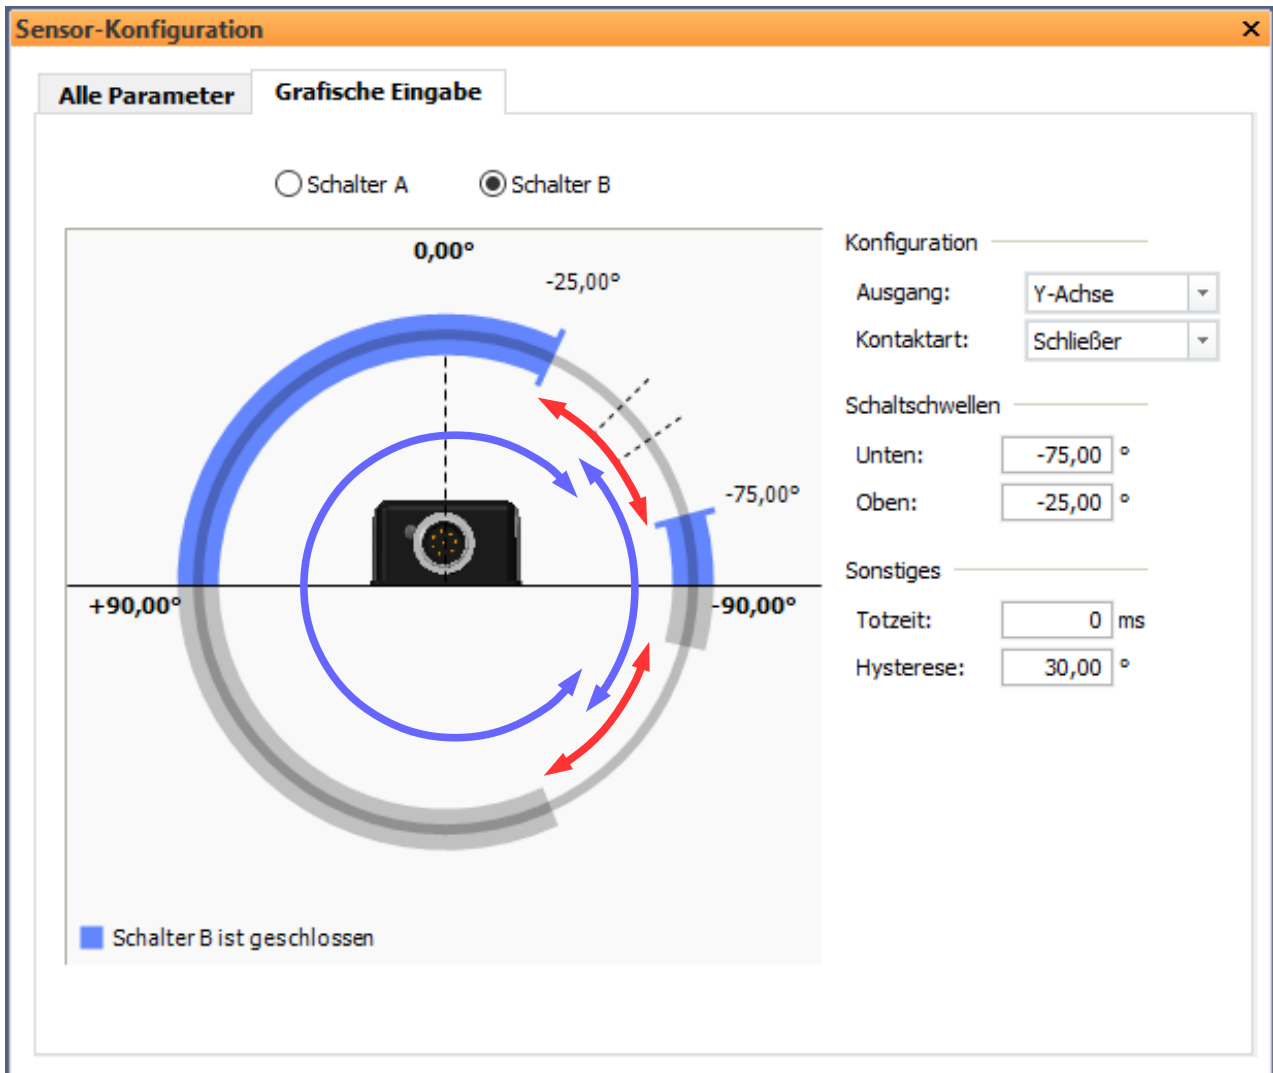 Sensor-Konfiguration
Alle Parameter
Grafische Eingabe
Schalter A
Schalter B
0,00°
-25,00°
-75,00°
+90,00°
-90,00°
Schalter B ist geschlossen
Konfiguration
Ausgang: Y-Achse
Kontaktart: Schließer
Schaltschwellen
Unten: -75,00 °
Oben: -25,00 °
Sonstiges
Totzeit: 0 ms
Hysterese: 30,00 °